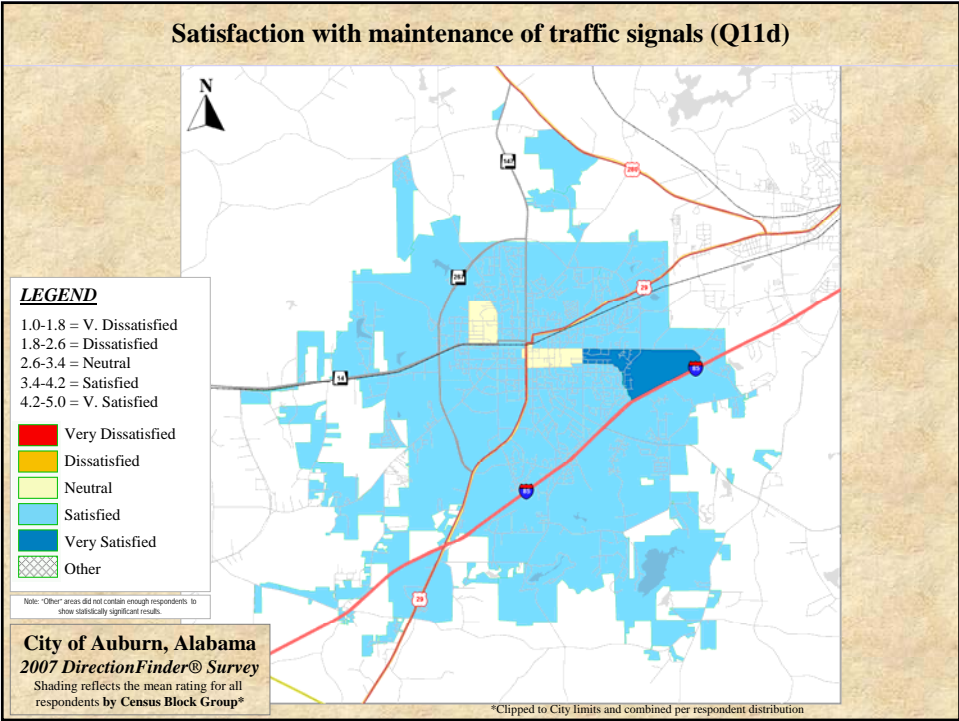 Satisfaction with maintenance of traffic signals (Q11d)
N
147
280
267
29
14
85
85
29
LEGEND
1.0-1.8 = V. Dissatisfied
1.8-2.6 = Dissatisfied
2.6-3.4 = Neutral
3.4-4.2 = Satisfied
4.2-5.0 = V. Satisfied
Very Dissatisfied
Dissatisfied
Neutral
Satisfied
Very Satisfied
Other
Note: "Other" areas did not contain enough respondents to
show statistically significant results.
City of Auburn, Alabama
2007 DirectionFinder® Survey
Shading reflects the mean rating for all
respondents by Census Block Group*
*Clipped to City limits and combined per respondent distribution